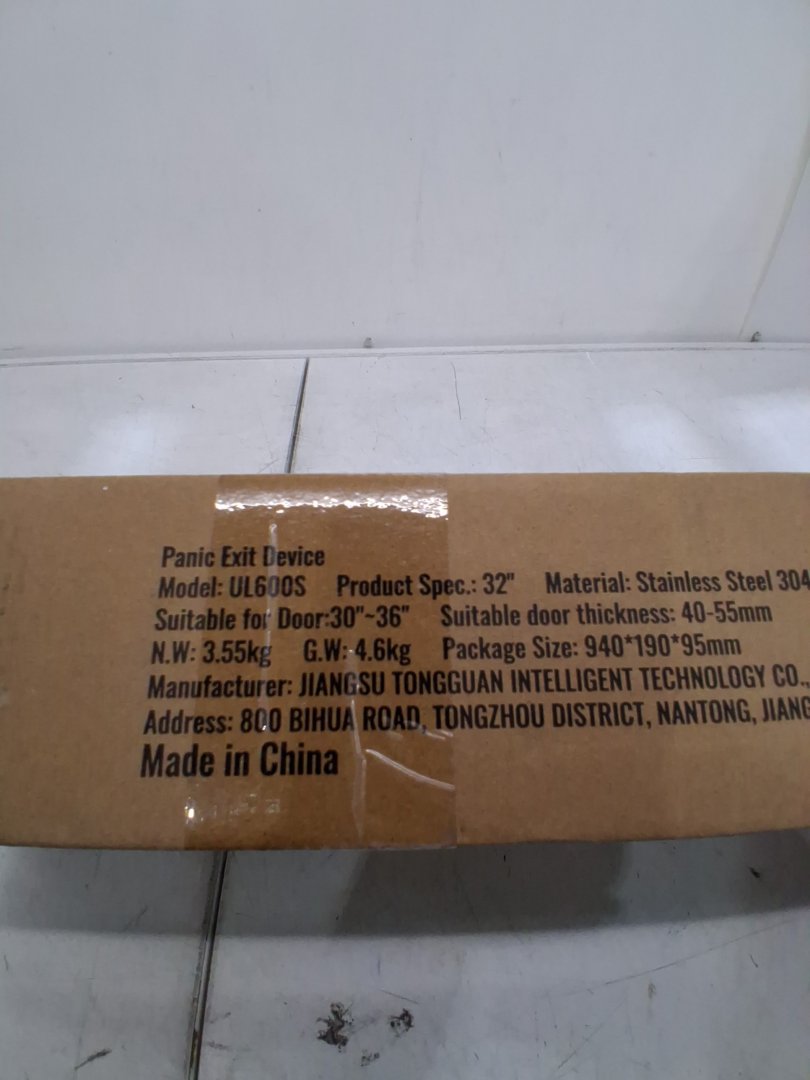 Panic Exit Device
Model: UL600S Product Spec.: 32" Material: Stainless Steel 304
Suitable for Door:30"~36" Suitable door thickness: 40-55mm
N.W: 3.55kg G.W: 4.6kg Package Size: 940*190*95mm
Manufacturer: JIANGSU TONGGUAN INTELLIGENT TECHNOLOGY CO.,
Address: 800 BIHUA ROAD, TONGZHOU DISTRICT, NANTONG, JIANG
Made in China